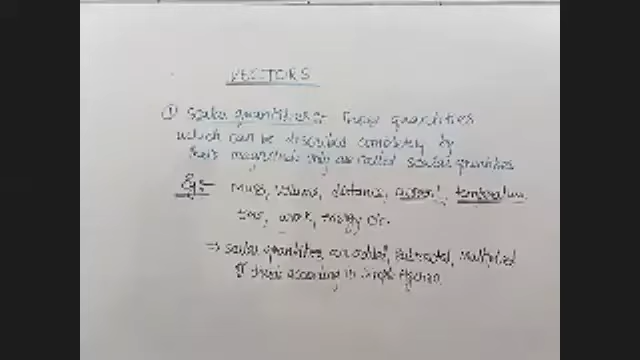 VECTORS
① Scalar quantities :- Those quantities
which can be described completely by
their magnitude only are called scalar quantities
Eg:- Mass, Volume, distance, current, temperature
time, work, energy etc.
→ Scalar quantities are added, Subtracted, Multiplied
according in simple Algebra